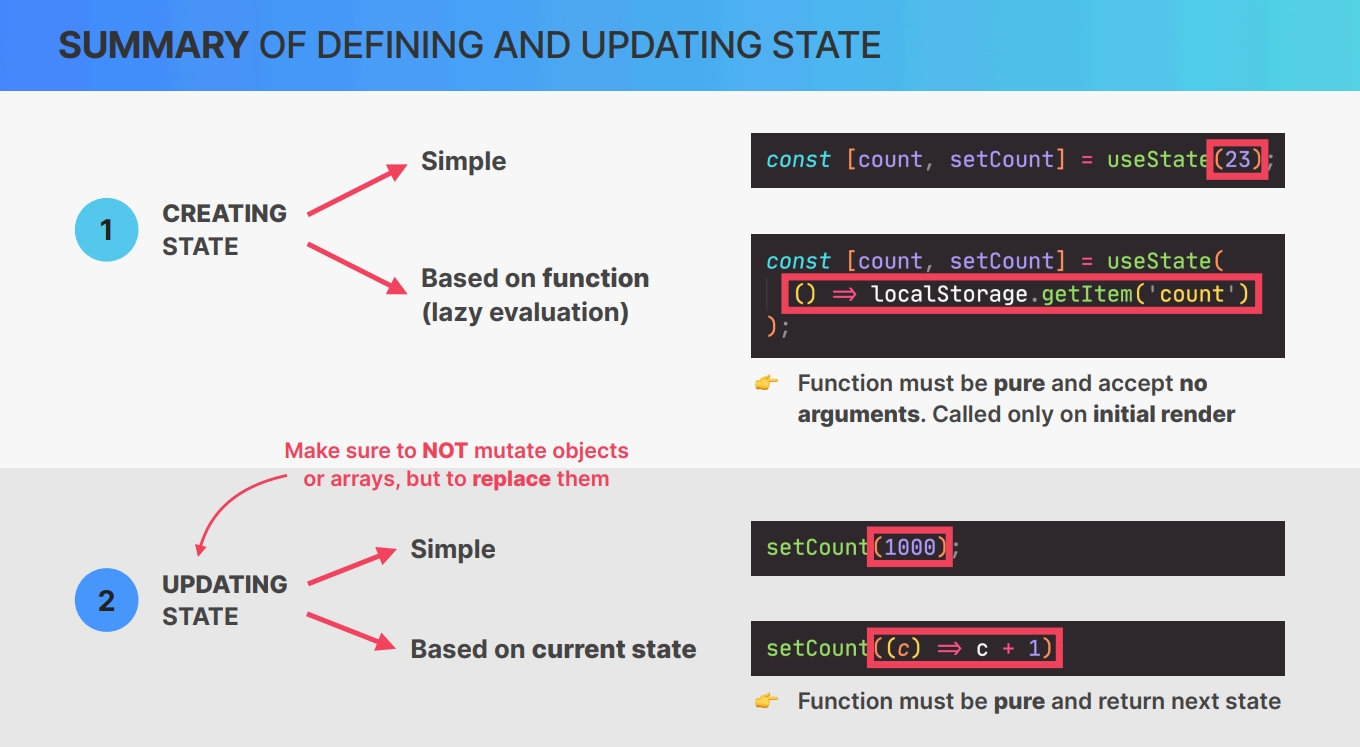 SUMMARY OF DEFINING AND UPDATING STATE
1
CREATING
STATE
Simple
const [count, setCount] = useState(23);
Based on function
(lazy evaluation)
const [count, setCount] = useState(
() => localStorage.getItem('count')
);
👉 Function must be pure and accept no
arguments. Called only on initial render
Make sure to NOT mutate objects
or arrays, but to replace them
2
UPDATING
STATE
Simple
setCount(1000);
Based on current state
setCount((c) => c + 1)
👉 Function must be pure and return next state